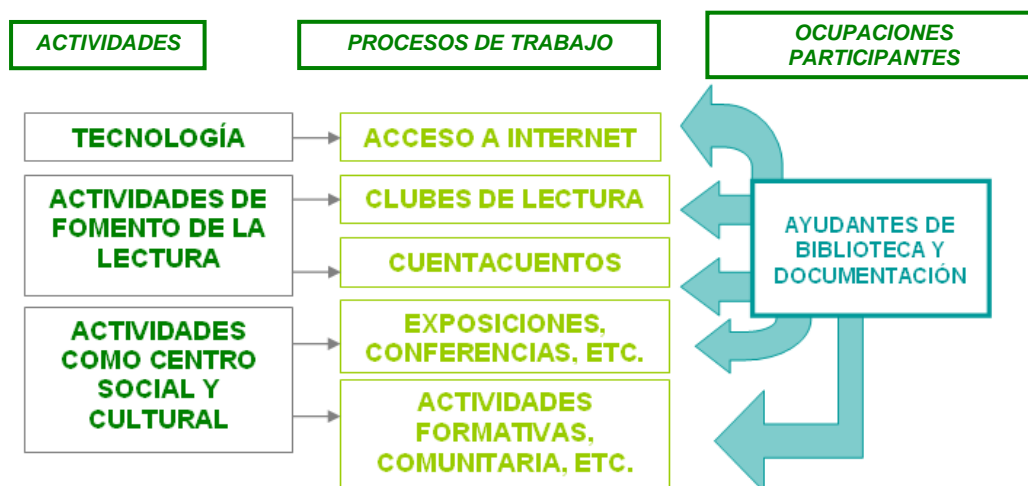 ACTIVIDADES
PROCESOS DE TRABAJO
OCUPACIONES
PARTICIPANTES
TECNOLOGÍA
ACCESO A INTERNET
ACTIVIDADES DE
FOMENTO DE LA
LECTURA
CLUBES DE LECTURA
CUENTACUENTOS
ACTIVIDADES
COMO CENTRO
SOCIAL Y
CULTURAL
EXPOSICIONES,
CONFERENCIAS, ETC.
ACTIVIDADES
FORMATIVAS,
COMUNITARIA, ETC.
AYUDANTES DE
BIBLIOTECA Y
DOCUMENTACIÓN